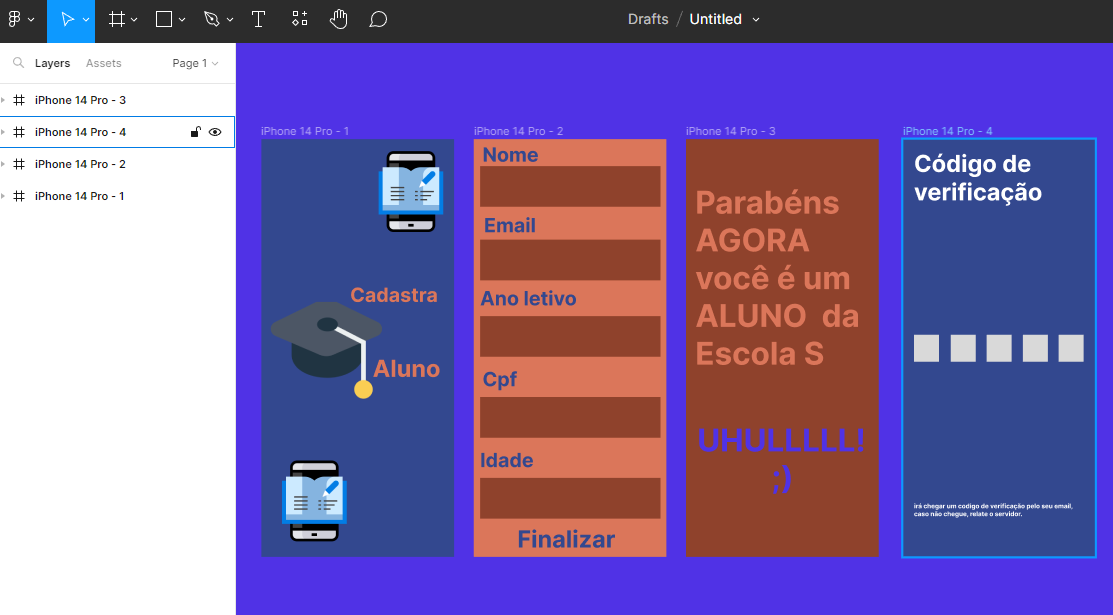 Drafts / Untitled
Layers Assets Page 1
iPhone 14 Pro - 3
iPhone 14 Pro - 4
iPhone 14 Pro - 2
iPhone 14 Pro - 1
iPhone 14 Pro - 1
Cadastra
Aluno
iPhone 14 Pro - 2
Nome
Email
Ano letivo
Cpf
Idade
Finalizar
iPhone 14 Pro - 3
Parabéns
AGORA
você é um
ALUNO da
Escola S
UHULLLLL!
;)
iPhone 14 Pro - 4
Código de
verificação
irá chegar um codigo de verificação pelo seu email,
caso não chegue, relate o servidor.